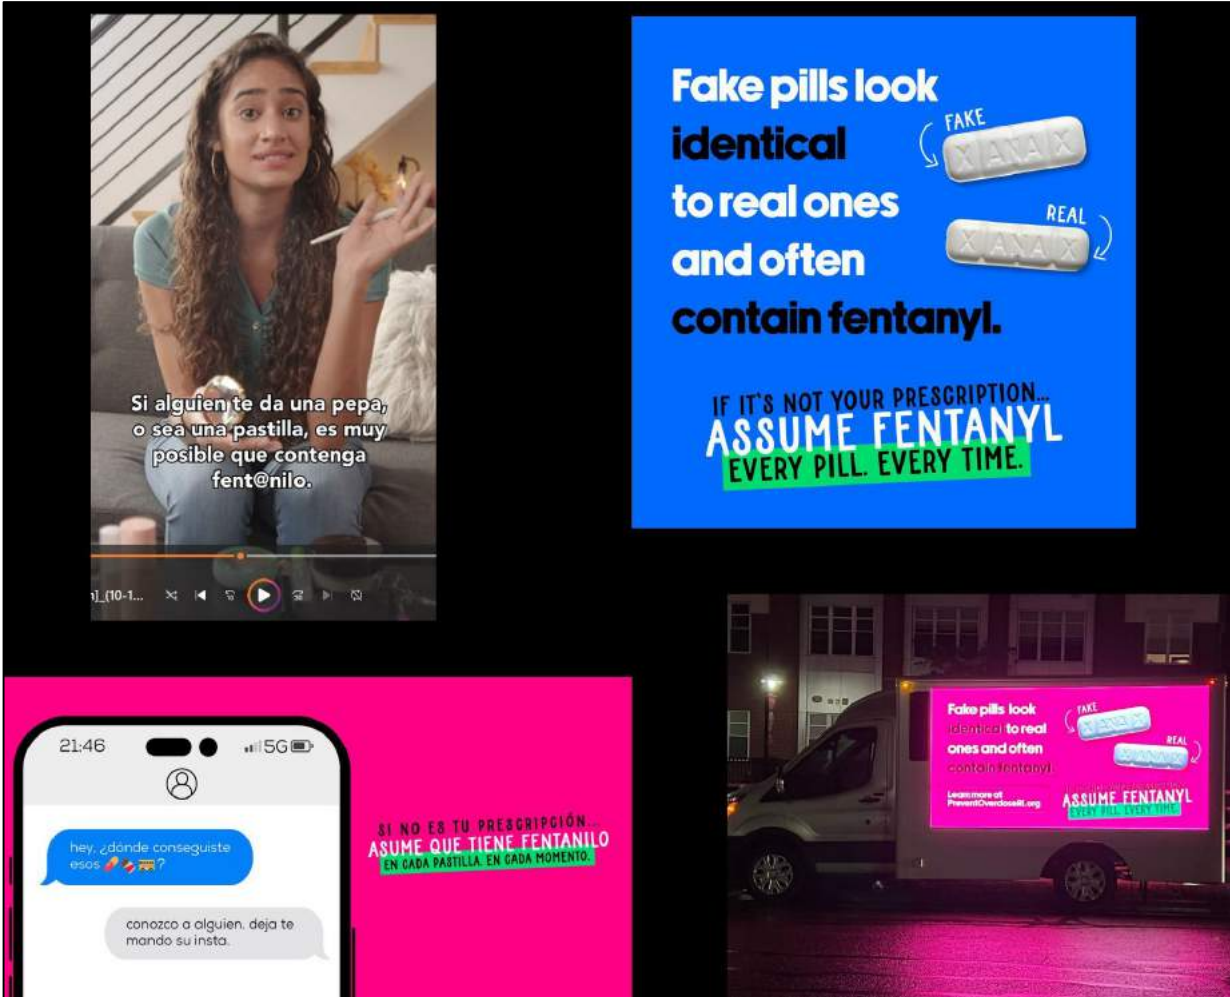 Si alguien te da una pepa,
o sea una pastilla, es muy
posible que contenga
fent@nilo.
Fake pills look
identical
to real ones
and often
contain fentanyl.
FAKE
XANAX
REAL
XANAX
IF IT'S NOT YOUR PRESCRIPTION...
ASSUME FENTANYL
EVERY PILL. EVERY TIME.
21:46
5G
hey, ¿dónde conseguiste
esos 💊🍫🚃?
conozco a alguien. deja te
mando su insta.
SI NO ES TU PRESCRIPCIÓN...
ASUME QUE TIENE FENTANILO
EN CADA PASTILLA. EN CADA MOMENTO.
Fake pills look
identical to real
ones and often
contain fentanyl.
Learn more at
PreventOverdoseRI.org
FAKE
XANAX
REAL
XANAX
ASSUME FENTANYL
EVERY PILL. EVERY TIME.